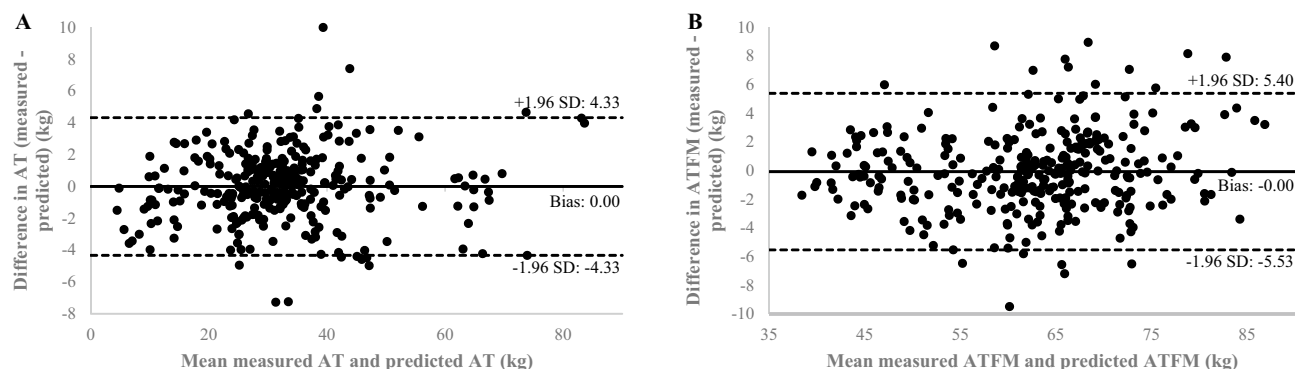 A
Difference in AT (measured -
predicted) (kg)
10
8
6
4
2
0
-2
-4
-6
-8
+1.96 SD: 4.33
Bias: 0.00
-1.96 SD: -4.33
0
20
40
60
80
Mean measured AT and predicted AT (kg)
B
Difference in ATFM (measured -
predicted) (kg)
10
8
6
4
2
0
-2
-4
-6
-8
-10
+1.96 SD: 5.40
Bias: -0.00
-1.96 SD: -5.53
35
45
55
65
75
85
Mean measured ATFM and predicted ATFM (kg)